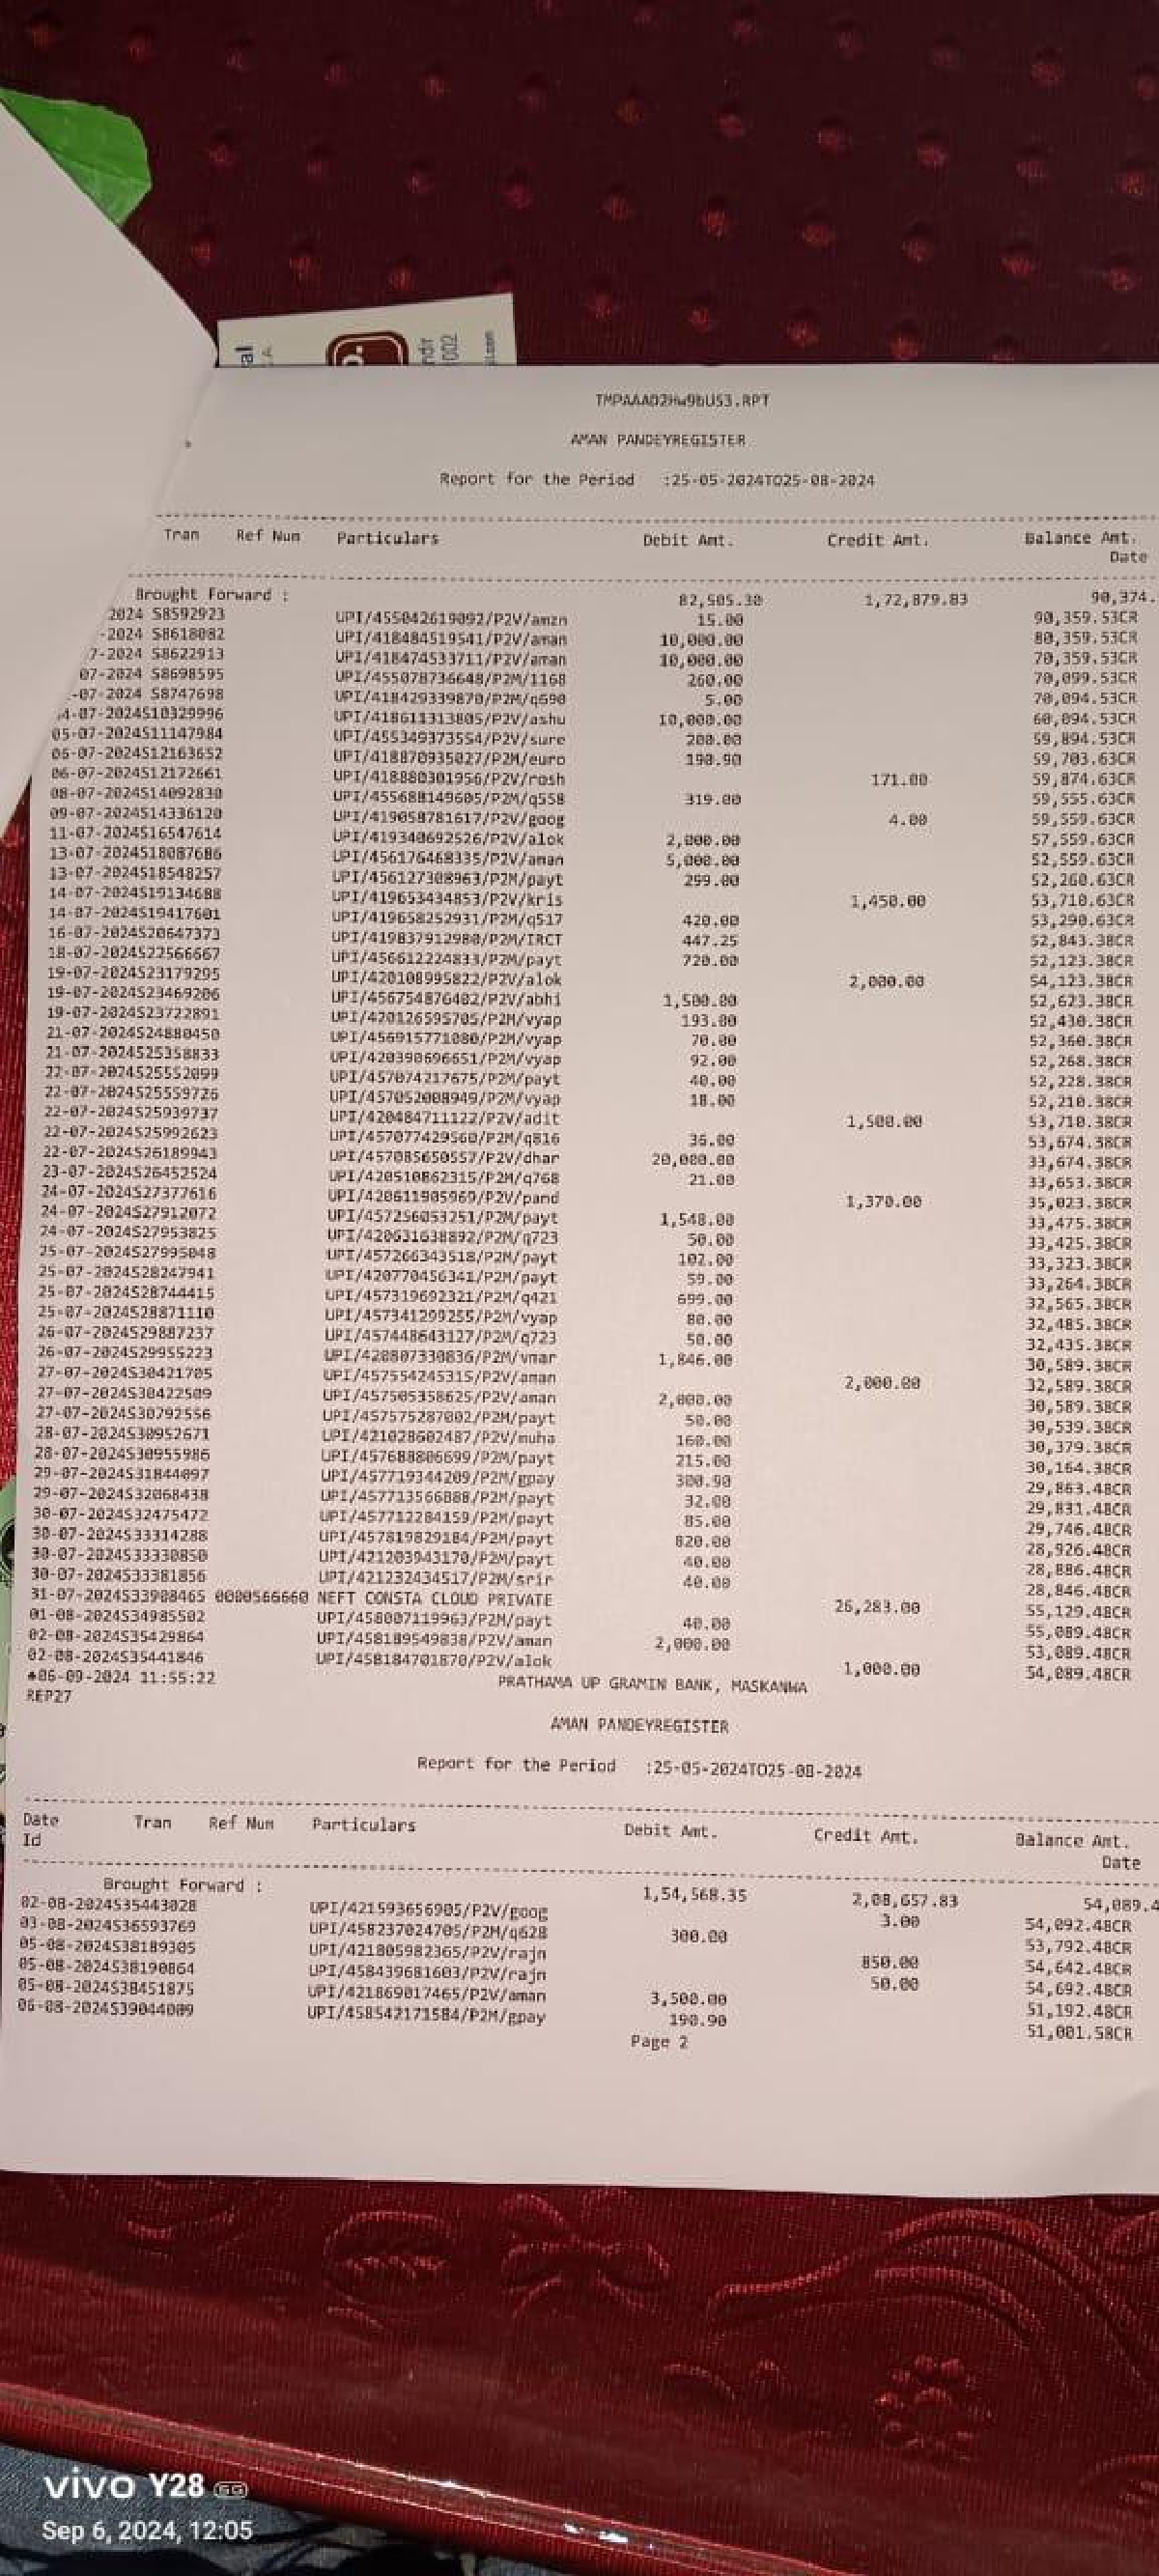 al
ndir
002
TMPAAAD2Hw9bUS3.RPT
AMAN PANDEYREGISTER
Report for the Period :25-05-2024TO25-08-2024
Tran Ref Num Particulars Debit Amt. Credit Amt. Balance Amt.
Date
Brought Forward : 82,505.30 1,72,879.83 90,374.
2024 S8592923 UPI/455042619092/P2V/amzn 15.00 90,359.53CR
-2024 S8618082 UPI/418484519541/P2V/aman 10,000.00 80,359.53CR
7-2024 S8622913 UPI/418474533711/P2V/aman 10,000.00 70,359.53CR
07-2024 S8698595 UPI/455078736648/P2M/1168 260.00 70,099.53CR
-07-2024 S8747698 UPI/418429339870/P2M/q690 5.00 70,094.53CR
4-07-2024S10329996 UPI/418611313805/P2V/ashu 10,000.00 60,094.53CR
05-07-2024S11147984 UPI/455349373554/P2V/sure 200.00 59,894.53CR
06-07-2024S12163652 UPI/418870935027/P2M/euro 190.90 59,703.63CR
06-07-2024S12172661 UPI/418880301956/P2V/rosh 171.00 59,874.63CR
08-07-2024S14092830 UPI/455688149605/P2M/q558 319.00 59,555.63CR
09-07-2024S14336120 UPI/419058781617/P2V/goog 4.00 59,559.63CR
11-07-2024S16547614 UPI/419340692526/P2V/alok 2,000.00 57,559.63CR
13-07-2024S18087686 UPI/456176468335/P2V/aman 5,000.00 52,559.63CR
13-07-2024S18548257 UPI/456127308963/P2M/payt 299.00 52,260.63CR
14-07-2024S19134688 UPI/419653434853/P2V/kris 1,450.00 53,710.63CR
14-07-2024S19417601 UPI/419658252931/P2M/q517 420.00 53,290.63CR
16-07-2024S20647373 UPI/419837912980/P2M/IRCT 447.25 52,843.38CR
18-07-2024S22566667 UPI/456612224833/P2M/payt 720.00 52,123.38CR
19-07-2024S23179295 UPI/420108995822/P2V/alok 2,000.00 54,123.38CR
19-07-2024S23469206 UPI/456754876402/P2V/abhi 1,500.00 52,623.38CR
19-07-2024S23722891 UPI/420126595705/P2M/vyap 193.00 52,430.38CR
21-07-2024S24880450 UPI/456915771080/P2M/vyap 70.00 52,360.38CR
21-07-2024S25358833 UPI/420390696651/P2M/vyap 92.00 52,268.38CR
22-07-2024S25552099 UPI/457074217675/P2M/payt 40.00 52,228.38CR
22-07-2024S25559726 UPI/457052008949/P2M/vyap 18.00 52,210.38CR
22-07-2024S25939737 UPI/420484711122/P2V/adit 1,500.00 53,710.38CR
22-07-2024S25992623 UPI/457077429560/P2M/q816 36.00 53,674.38CR
22-07-2024S26189943 UPI/457085650557/P2V/dhar 20,000.00 33,674.38CR
23-07-2024S26452524 UPI/420510862315/P2M/q768 21.00 33,653.38CR
24-07-2024S27377616 UPI/420611905969/P2V/pand 1,370.00 35,023.38CR
24-07-2024S27912072 UPI/457256053251/P2M/payt 1,548.00 33,475.38CR
24-07-2024S27953825 UPI/420631638892/P2M/q723 50.00 33,425.38CR
25-07-2024S27995048 UPI/457266343518/P2M/payt 102.00 33,323.38CR
25-07-2024S28247941 UPI/420770456341/P2M/payt 59.00 33,264.38CR
25-07-2024S28744415 UPI/457319692321/P2M/q421 699.00 32,565.38CR
25-07-2024S28871110 UPI/457341299255/P2M/vyap 80.00 32,485.38CR
26-07-2024S29887237 UPI/457448643127/P2M/q723 50.00 32,435.38CR
26-07-2024S29955223 UPI/420807330836/P2M/vmar 1,846.00 30,589.38CR
27-07-2024S30421705 UPI/457554245315/P2V/aman 2,000.00 32,589.38CR
27-07-2024S30422509 UPI/457505358625/P2V/aman 2,000.00 30,589.38CR
27-07-2024S30792556 UPI/457575287002/P2M/payt 50.00 30,539.38CR
28-07-2024S30952671 UPI/421028602487/P2V/muha 160.00 30,379.38CR
28-07-2024S30955986 UPI/457688806699/P2M/payt 215.00 30,164.38CR
29-07-2024S31844097 UPI/457719344209/P2M/gpay 300.90 29,863.48CR
29-07-2024S32068438 UPI/457713566888/P2M/payt 32.00 29,831.48CR
30-07-2024S32475472 UPI/457712284159/P2M/payt 85.00 29,746.48CR
30-07-2024S33314288 UPI/457819829184/P2M/payt 820.00 28,926.48CR
30-07-2024S33330850 UPI/421203943170/P2M/payt 40.00 28,886.48CR
30-07-2024S33381856 UPI/421232434517/P2M/srir 40.00 28,846.48CR
31-07-2024S33908465 0000566660 NEFT CONSTA CLOUD PRIVATE 26,283.00 55,129.48CR
01-08-2024S34985502 UPI/458007119963/P2M/payt 40.00 55,089.48CR
02-08-2024S35429864 UPI/458189549838/P2V/aman 2,000.00 53,089.48CR
02-08-2024S35441846 UPI/458184701870/P2V/alok 1,000.00 54,089.48CR
♠06-09-2024 11:55:22 PRATHAMA UP GRAMIN BANK, MASKANWA
REP27
AMAN PANDEYREGISTER
Report for the Period :25-05-2024TO25-08-2024
Date Tran Ref Num Particulars Debit Amt. Credit Amt. Balance Amt.
Id Date
Brought Forward : 1,54,568.35 2,08,657.83 54,089.4
02-08-2024S35443028 UPI/421593656905/P2V/goog 3.00 54,092.48CR
03-08-2024S36593769 UPI/458237024705/P2M/q628 300.00 53,792.48CR
05-08-2024S38189305 UPI/421805982365/P2V/rajn 850.00 54,642.48CR
05-08-2024S38190864 UPI/458439681603/P2V/rajn 50.00 54,692.48CR
05-08-2024S38451875 UPI/421869017465/P2V/aman 3,500.00 51,192.48CR
06-08-2024S39044009 UPI/458542171584/P2M/gpay 190.90 51,001.58CR
Page 2
vivo Y28 5G
Sep 6, 2024, 12:05